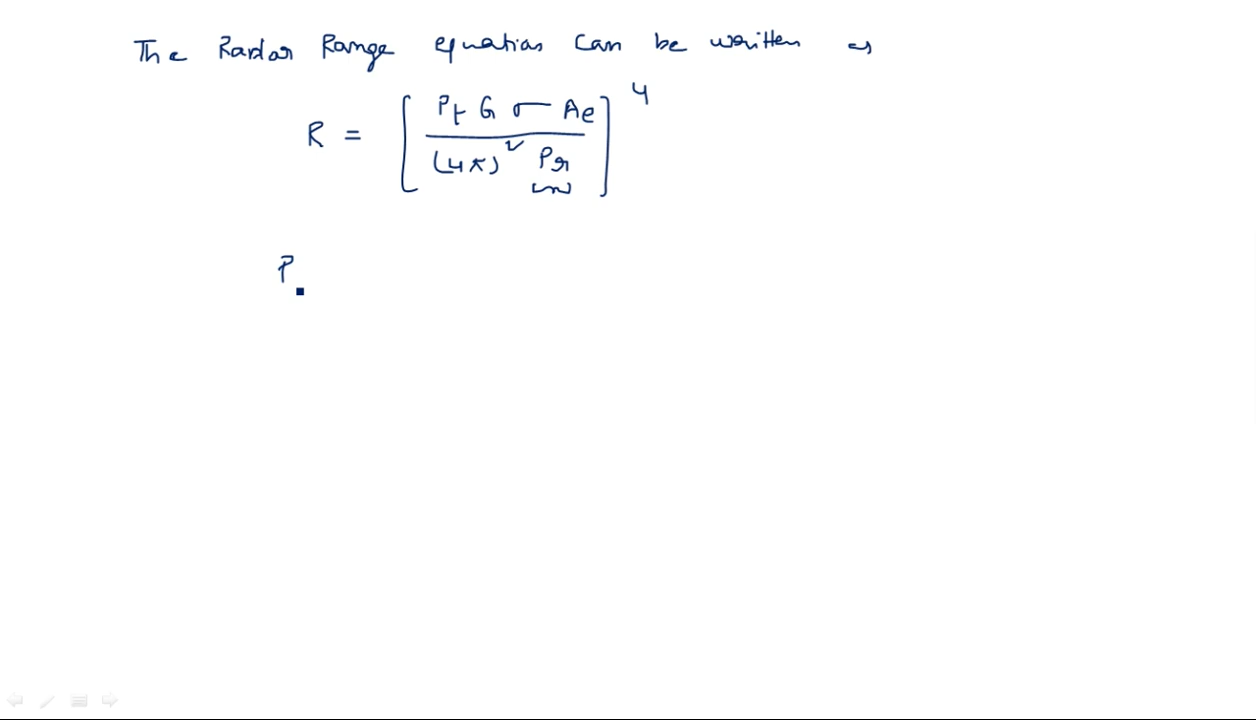 The Radar Range equation can be written as
R = [ Pt G σ Ae / (4π)² Pr ]⁴
P